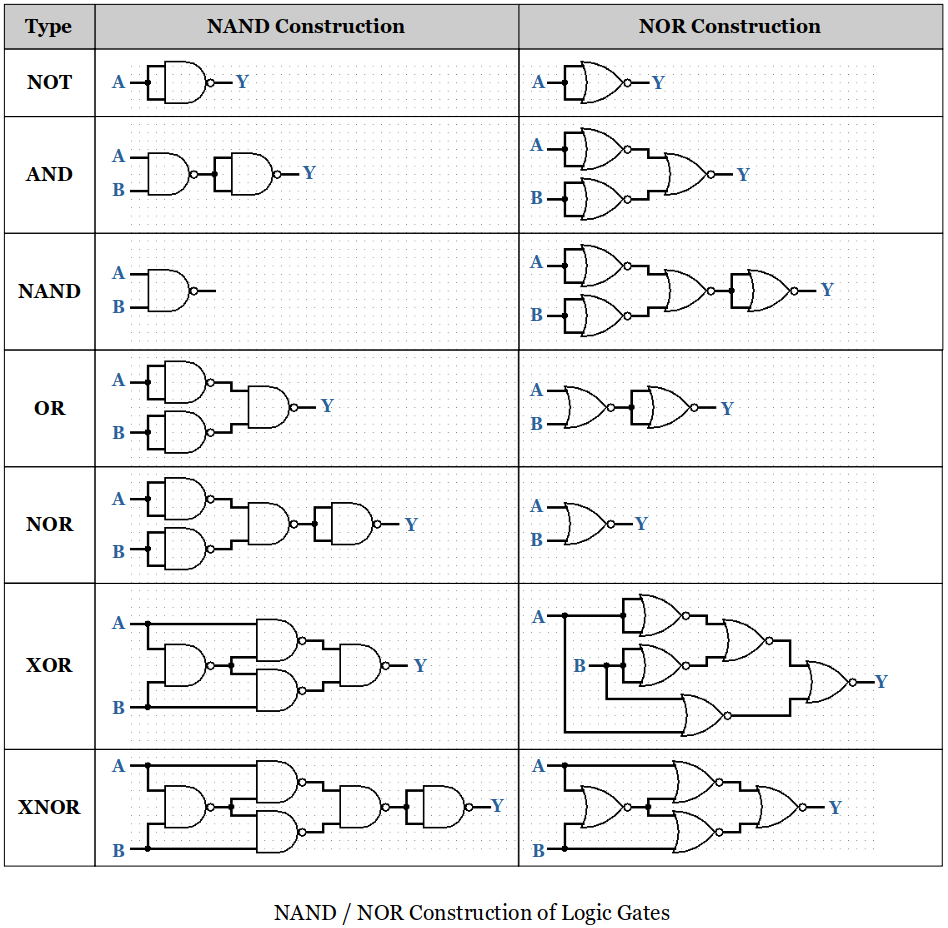 Type NAND Construction NOR Construction
NOT A Y A Y
A
AND A Y Y
B B
A
NAND A Y
B B
OR A Y A Y
B B
NOR A Y A Y
B B
A A
XOR Y B Y
B
A A
XNOR Y Y
B B
NAND / NOR Construction of Logic Gates